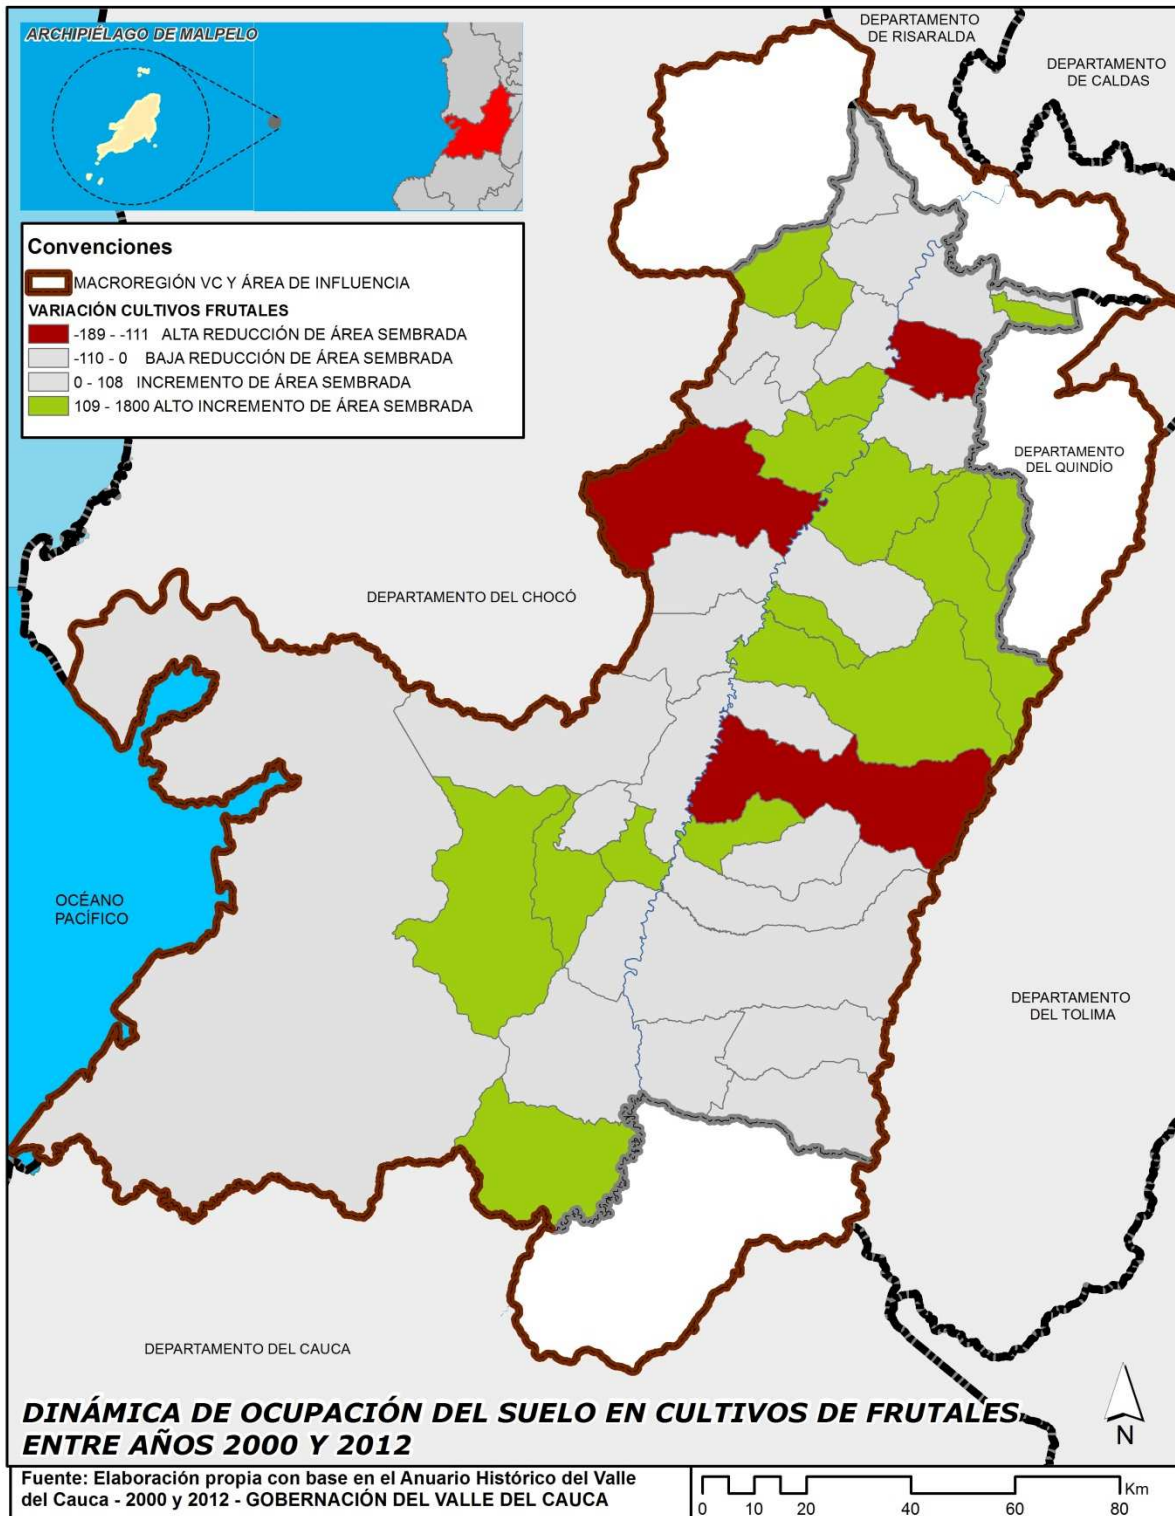 ARCHIPIÉLAGO DE MALPELO
DEPARTAMENTO
DE RISARALDA
DEPARTAMENTO
DE CALDAS
Convenciones
MACROREGIÓN VC Y ÁREA DE INFLUENCIA
VARIACIÓN CULTIVOS FRUTALES
-189 - -111 ALTA REDUCCIÓN DE ÁREA SEMBRADA
-110 - 0 BAJA REDUCCIÓN DE ÁREA SEMBRADA
0 - 108 INCREMENTO DE ÁREA SEMBRADA
109 - 1800 ALTO INCREMENTO DE ÁREA SEMBRADA
DEPARTAMENTO
DEL QUINDÍO
DEPARTAMENTO DEL CHOCÓ
OCÉANO
PACÍFICO
DEPARTAMENTO
DEL TOLIMA
DEPARTAMENTO DEL CAUCA
DINÁMICA DE OCUPACIÓN DEL SUELO EN CULTIVOS DE FRUTALES
ENTRE AÑOS 2000 Y 2012
N
Fuente: Elaboración propia con base en el Anuario Histórico del Valle
del Cauca - 2000 y 2012 - GOBERNACIÓN DEL VALLE DEL CAUCA
Km
0 10 20 40 60 80